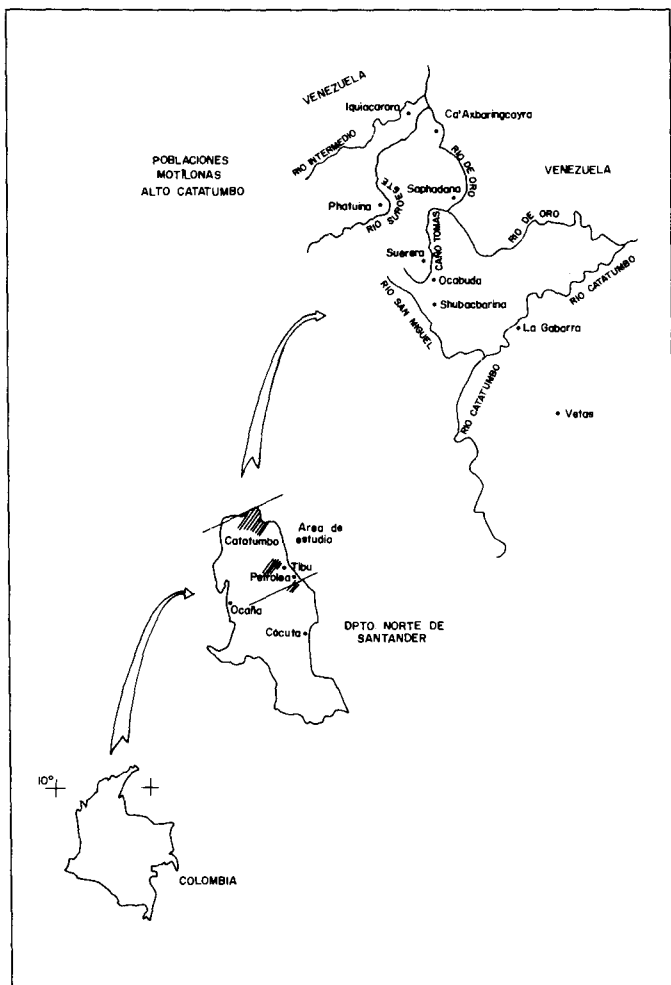 VENEZUELA
Iquiacarora
Ca'Axbaringcayra
RIO INTERMEDIO
POBLACIONES
MOTILONAS
ALTO CATATUMBO
RIO DE ORO
VENEZUELA
Phatuina
RIO SUROESTE
Saphadana
CAÑO TOMAS
RIO DE ORO
Suerera
Ocabuda
RIO SAN MIGUEL
Shubacbarina
RIO CATATUMBO
La Gabarra
RIO CATATUMBO
Vetas
Area de
estudio
Catatumbo
Tibu
Petrolea
Ocaña
Cúcuta
DPTO NORTE DE
SANTANDER
10°
COLOMBIA